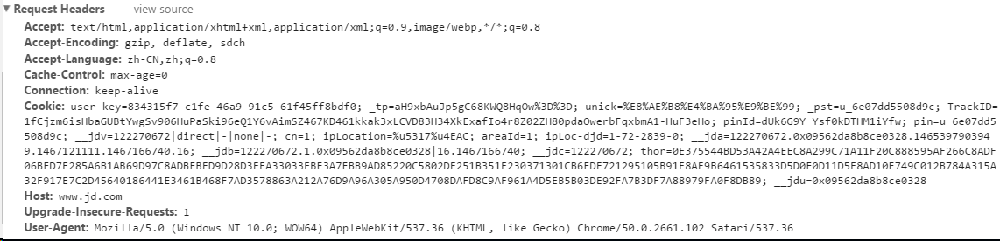 Request Headers view source
Accept: text/html,application/xhtml+xml,application/xml;q=0.9,image/webp,*/*;q=0.8
Accept-Encoding: gzip, deflate, sdch
Accept-Language: zh-CN,zh;q=0.8
Cache-Control: max-age=0
Connection: keep-alive
Cookie: user-key=834315f7-c1fe-46a9-91c5-61f45ff8bdf0; _tp=aH9xbAuJp5gC68KWQ8HqOw%3D%3D; unick=%E8%AE%B8%E4%BA%95%E9%BE%99; _pst=u_6e07dd5508d9c; TrackID=
1fCjzm6isHbaGUBtYwgSv906HuPaSki96eQ1Y6vAimSZ467KD461kkak3xLCVD83H34XkExafIo4r8Z02ZH80pdaOwerbFqxbmA1-HuF3eHo; pinId=dUk6G9Y_Ysf0kDTHM1iYfw; pin=u_6e07dd5
508d9c; __jdv=122270672|direct|-|none|-; cn=1; ipLocation=%u5317%u4EAC; areaId=1; ipLoc-djd=1-72-2839-0; __jda=122270672.0x09562da8b8ce0328.146539790394
9.1467121111.1467166740.16; __jdb=122270672.1.0x09562da8b8ce0328|16.1467166740; __jdc=122270672; thor=0E375544BD53A42A4EEC8A299C71A11F20C888595AF266C8ADF
06BFD7F285A6B1AB69D97C8ADBFBFD9D28D3EFA33033EBE3A7FBB9AD85220C5802DF251B351F230371301CB6FDF721295105B91F8AF9B6461535833D5D0E0D11D5F8AD10F749C012B784A315A
32F917E7C2D45640186441E3461B468F7AD3578863A212A76D9A96A305A950D4708DAFD8C9AF961A4D5EB5B03DE92FA7B3DF7A88979FA0F8DB89; __jdu=0x09562da8b8ce0328
Host: www.jd.com
Upgrade-Insecure-Requests: 1
User-Agent: Mozilla/5.0 (Windows NT 10.0; WOW64) AppleWebKit/537.36 (KHTML, like Gecko) Chrome/50.0.2661.102 Safari/537.36